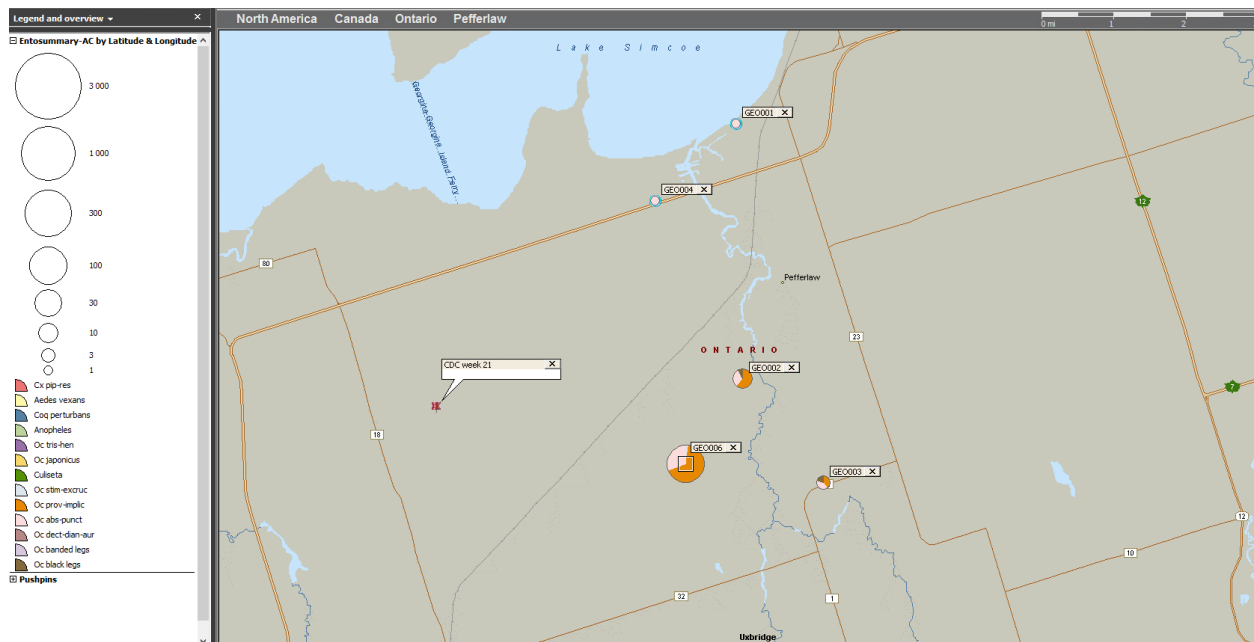 Legend and overview
North America Canada Ontario Pefferlaw
0 mi 1 2
Entosummary-AC by Latitude & Longitude
3 000
1 000
300
100
30
10
3
1
Cx pip-res
Aedes vexans
Coq perturbans
Anopheles
Oc tris-hen
Oc japonicus
Culiseta
Oc stim-excruc
Oc prov-implic
Oc abs-punct
Oc dect-dian-aur
Oc banded legs
Oc black legs
Pushpins
Lake Simcoe
Georgina-Georgina Island Ferry
GEO001
GEO004
12
80
Pefferlaw
23
ONTARIO
CDC week 21
GEO002
7
18
GEO006
GEO003
12
10
32
1
Uxbridge